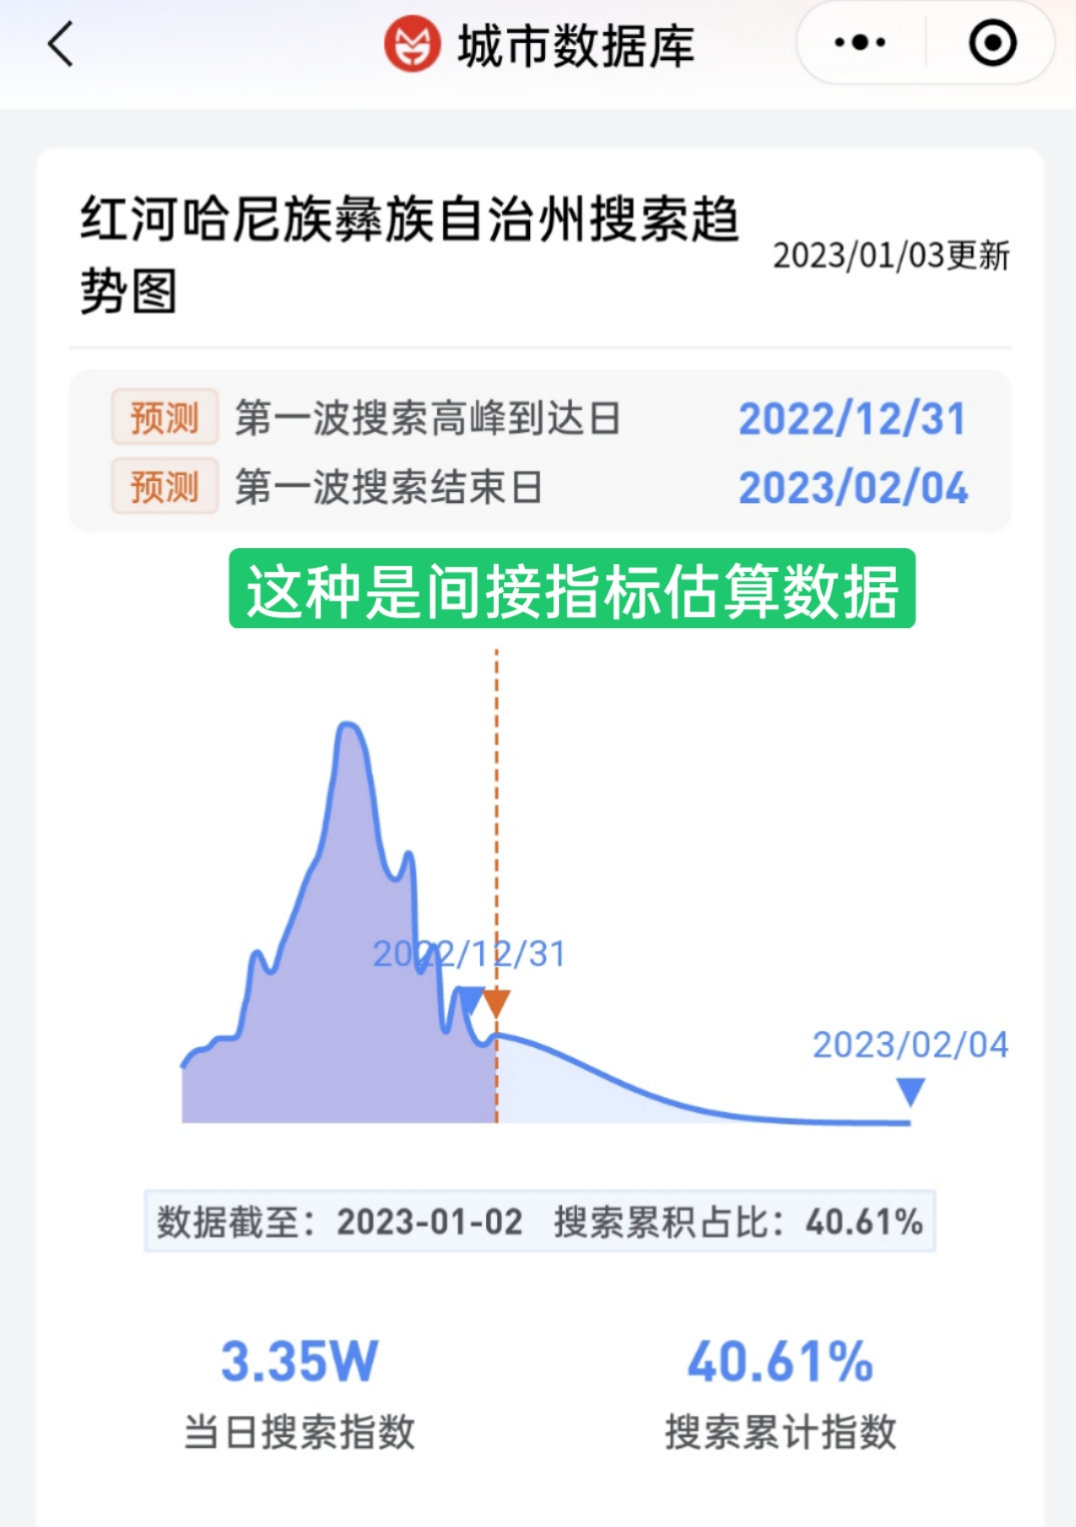 城市数据库
红河哈尼族彝族自治州搜索趋
势图
2023/01/03更新
预测 第一波搜索高峰到达日 2022/12/31
预测 第一波搜索结束日 2023/02/04
这种是间接指标估算数据
2022/12/31
2023/02/04
数据截至：2023-01-02 搜索累积占比：40.61%
3.35W 40.61%
当日搜索指数 搜索累计指数